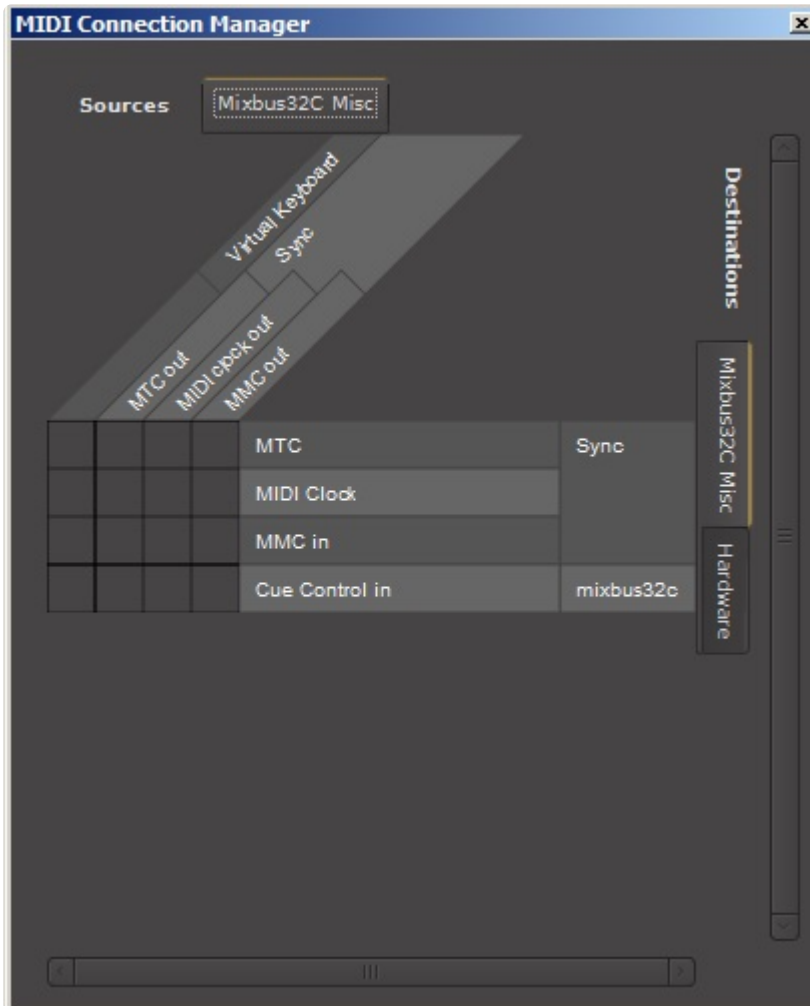 MIDI Connection Manager
Sources
Mixbus32C Misc
Virtual Keyboard
Sync
MTC out
MIDI clock out
MMC out
Destinations
Mixbus32C Misc
Hardware
MTC
Sync
MIDI Clock
MMC in
Cue Control in
mixbus32c